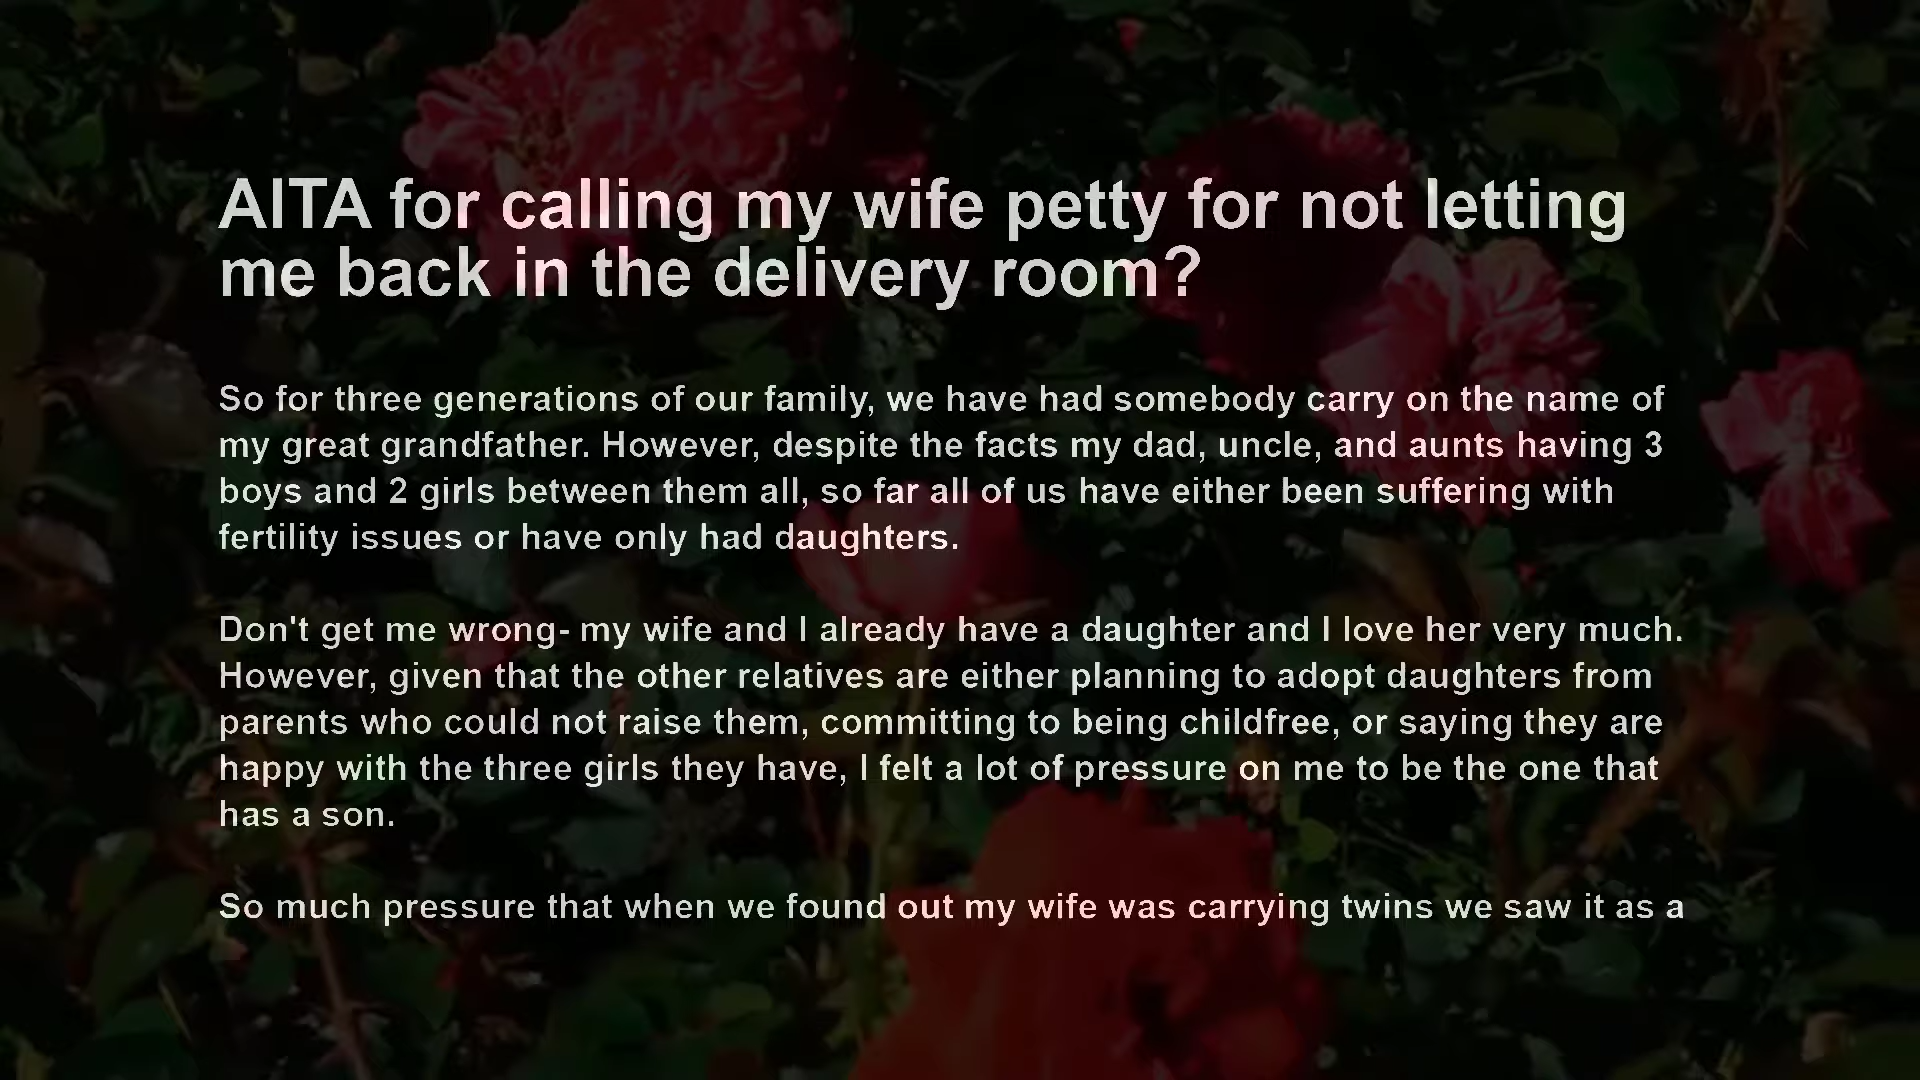 AITA for calling my wife petty for not letting
me back in the delivery room?
So for three generations of our family, we have had somebody carry on the name of
my great grandfather. However, despite the facts my dad, uncle, and aunts having 3
boys and 2 girls between them all, so far all of us have either been suffering with
fertility issues or have only had daughters.
Don't get me wrong- my wife and I already have a daughter and I love her very much.
However, given that the other relatives are either planning to adopt daughters from
parents who could not raise them, committing to being childfree, or saying they are
happy with the three girls they have, I felt a lot of pressure on me to be the one that
has a son.
So much pressure that when we found out my wife was carrying twins we saw it as a